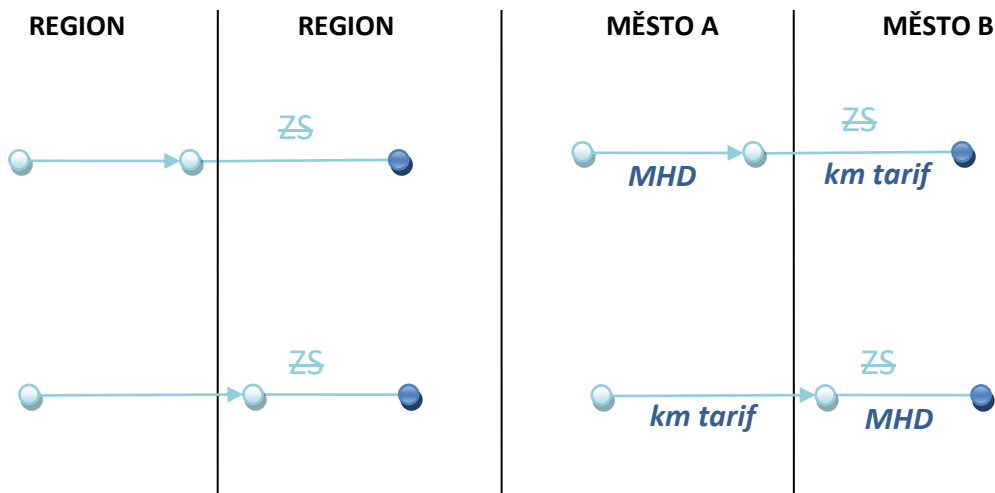 REGION REGION MĚSTO A MĚSTO B
ZS ZS
MHD km tarif
ZS ZS
km tarif MHD